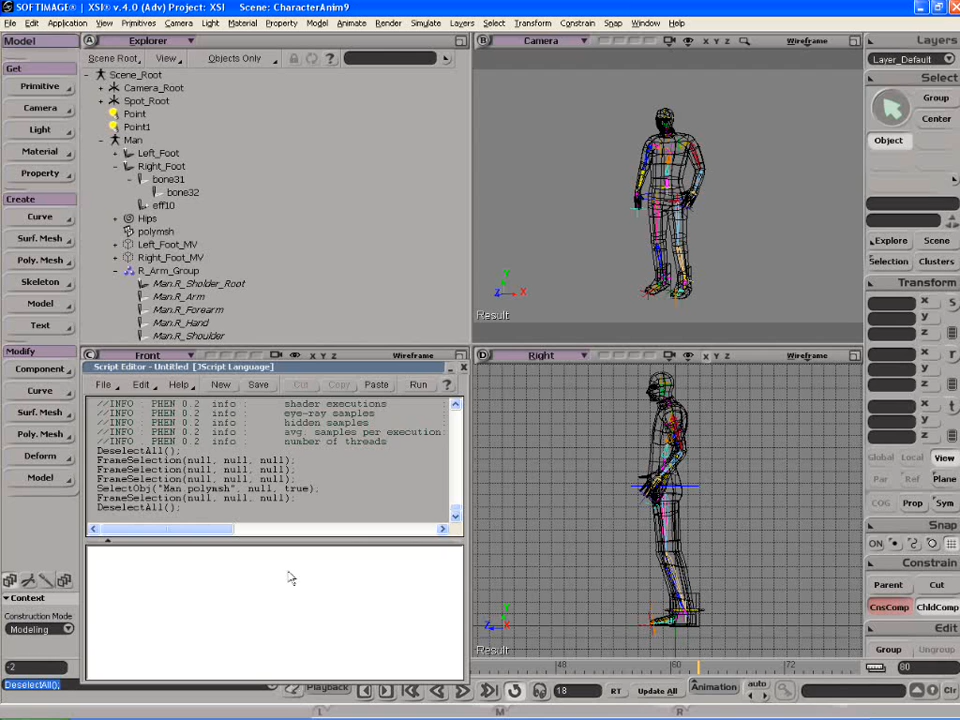 SOFTIMAGE® | XSI ® v.4.0 (Adv) Project: XSI    Scene: CharacterAnim9
File Edit Application View Primitives Camera Light Material Property Model Animate Render Simulate Layers Select Transform Constrain Snap Window Help
Model
Get
Primitive
Camera
Light
Material
Property
Create
Curve
Surf. Mesh
Poly. Mesh
Skeleton
Model
Text
Modify
Component
Curve
Surf. Mesh
Poly. Mesh
Deform
Model
Context
Construction Mode
Modeling
-2
DeselectAll();
A Explorer
Scene Root View Objects Only
Scene_Root
Camera_Root
Spot_Root
Point
Point1
Man
Left_Foot
Right_Foot
bone31
bone32
eff10
Hips
polymsh
Left_Foot_MV
Right_Foot_MV
R_Arm_Group
Man.R_Sholder_Root
Man.R_Arm
Man.R_Forearm
Man.R_Hand
Man.R_Shoulder
B Camera X Y Z Wireframe
Y
Z X
Result
C Front X Y Z Wireframe
Script Editor - Untitled [JScript Language]
File Edit Help New Save Cut Copy Paste Run ?
//INFO : PHEN 0.2 info : shader executions :
//INFO : PHEN 0.2 info : eye-ray samples :
//INFO : PHEN 0.2 info : hidden samples :
//INFO : PHEN 0.2 info : avg. samples per execution:
//INFO : PHEN 0.2 info : number of threads :
DeselectAll();
FrameSelection(null, null, null);
FrameSelection(null, null, null);
FrameSelection(null, null, null);
SelectObj("Man.polymsh", null, true);
FrameSelection(null, null, null);
DeselectAll();
D Right X Y Z Wireframe
Y
Z
Result
48 60 72
80
Playback
18
RT
Update All
Animation
auto
Layers
Layer_Default
Select
Group
Center
Object
Explore Scene
Selection Clusters
Transform
x s
y
z
x r
y
z
x t
y
z
Global Local View
Par Ref Plane
COG Prop Sym
Snap
ON
Constrain
Parent Cut
CnsComp ChldComp
Edit
Group Ungroup
Clr
L M R